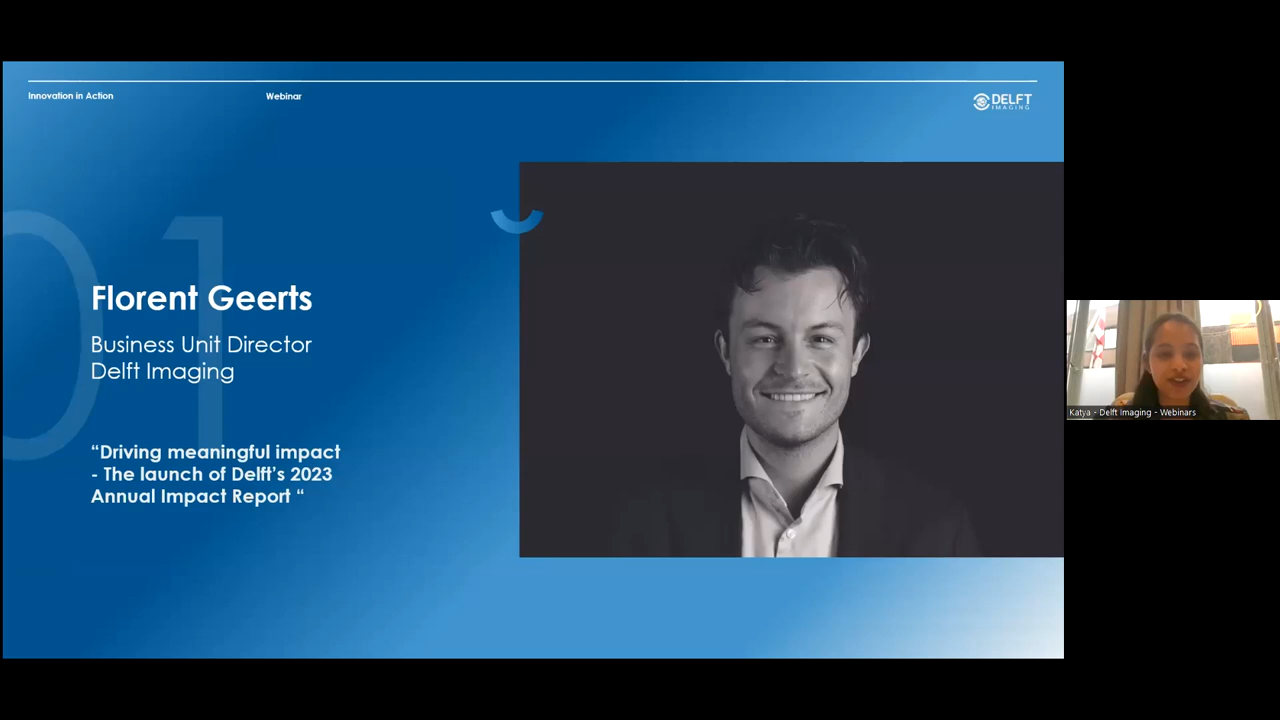 Innovation in Action
Webinar
DELFT
IMAGING
01
Florent Geerts
Business Unit Director
Delft Imaging
“Driving meaningful impact
- The launch of Delft’s 2023
Annual Impact Report “
Katya - Delft Imaging - Webinars